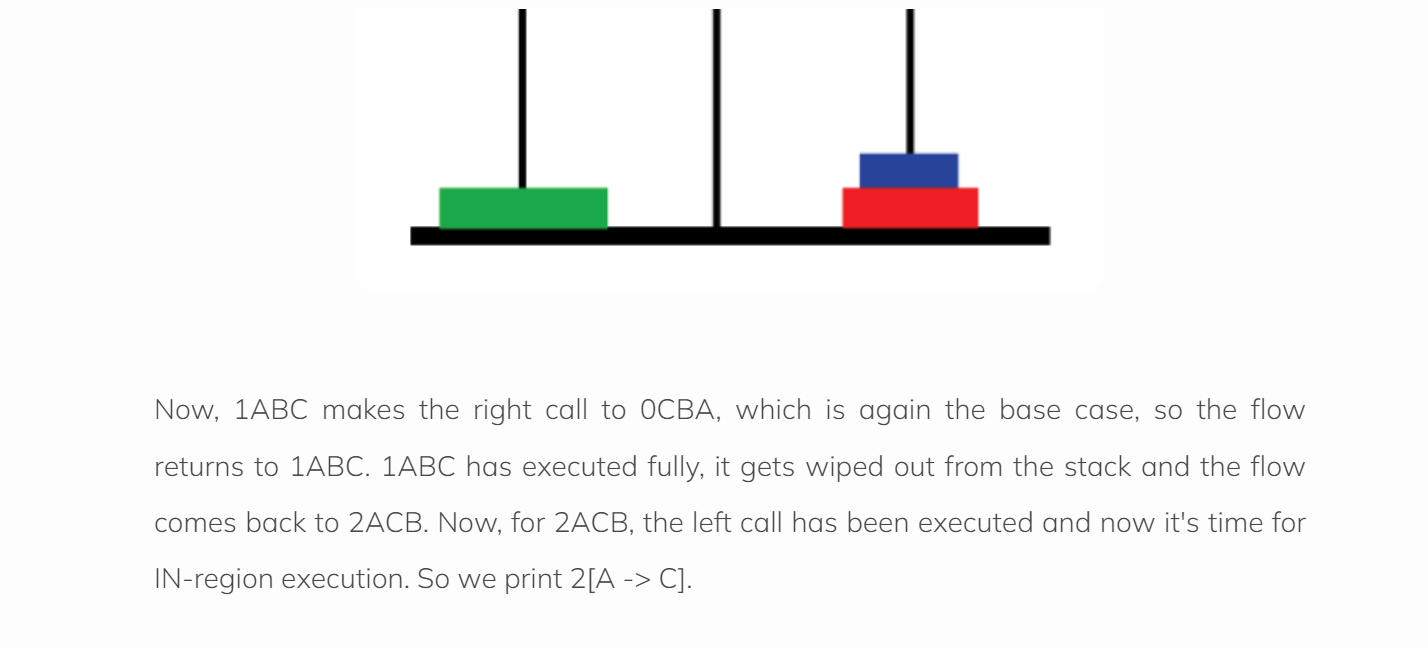 Now, 1ABC makes the right call to 0CBA, which is again the base case, so the flow
returns to 1ABC. 1ABC has executed fully, it gets wiped out from the stack and the flow
comes back to 2ACB. Now, for 2ACB, the left call has been executed and now it's time for
IN-region execution. So we print 2[A -> C].